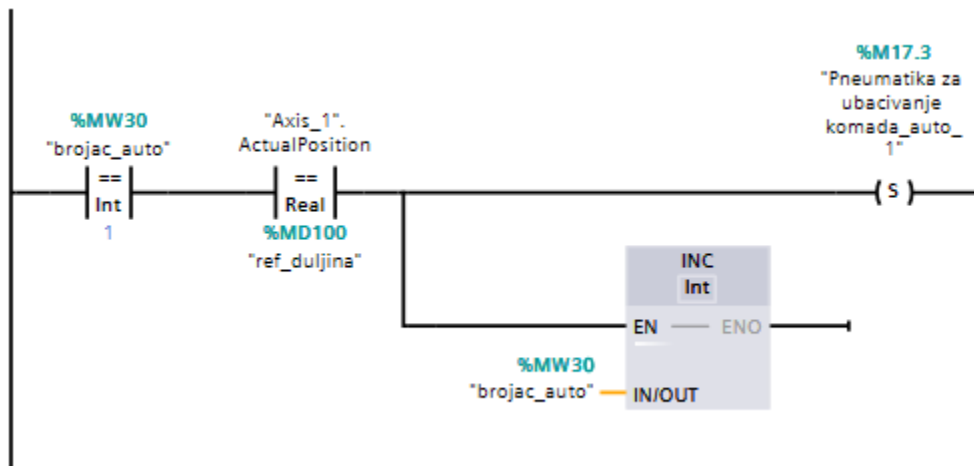 %M17.3
"Pneumatika za
ubacivanje
komada_auto_
1"
%MW30
"brojac_auto"
"Axis_1".
ActualPosition
==
Int
1
==
Real
%MD100
"ref_duljina"
S
INC
Int
EN
ENO
%MW30
"brojac_auto"
IN/OUT